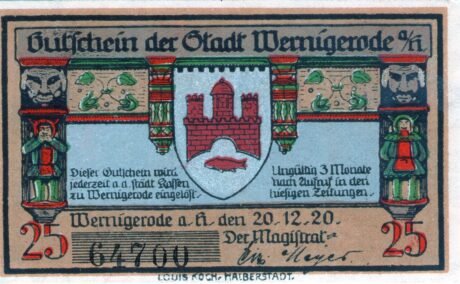 Gutschein der Stadt Wernigerode a/H.
Dieser Gutschein wird
jederzeit a.d. städt. Kassen
zu Wernigerode eingelöst.
Ungültig 3 Monate
nach Aufruf in den
hiesigen Zeitungen.
Wernigerode a. H. den 20.12.20.
25
64700
Der Magistrat
Meyer
25
LOUIS KOCH, HALBERSTADT.